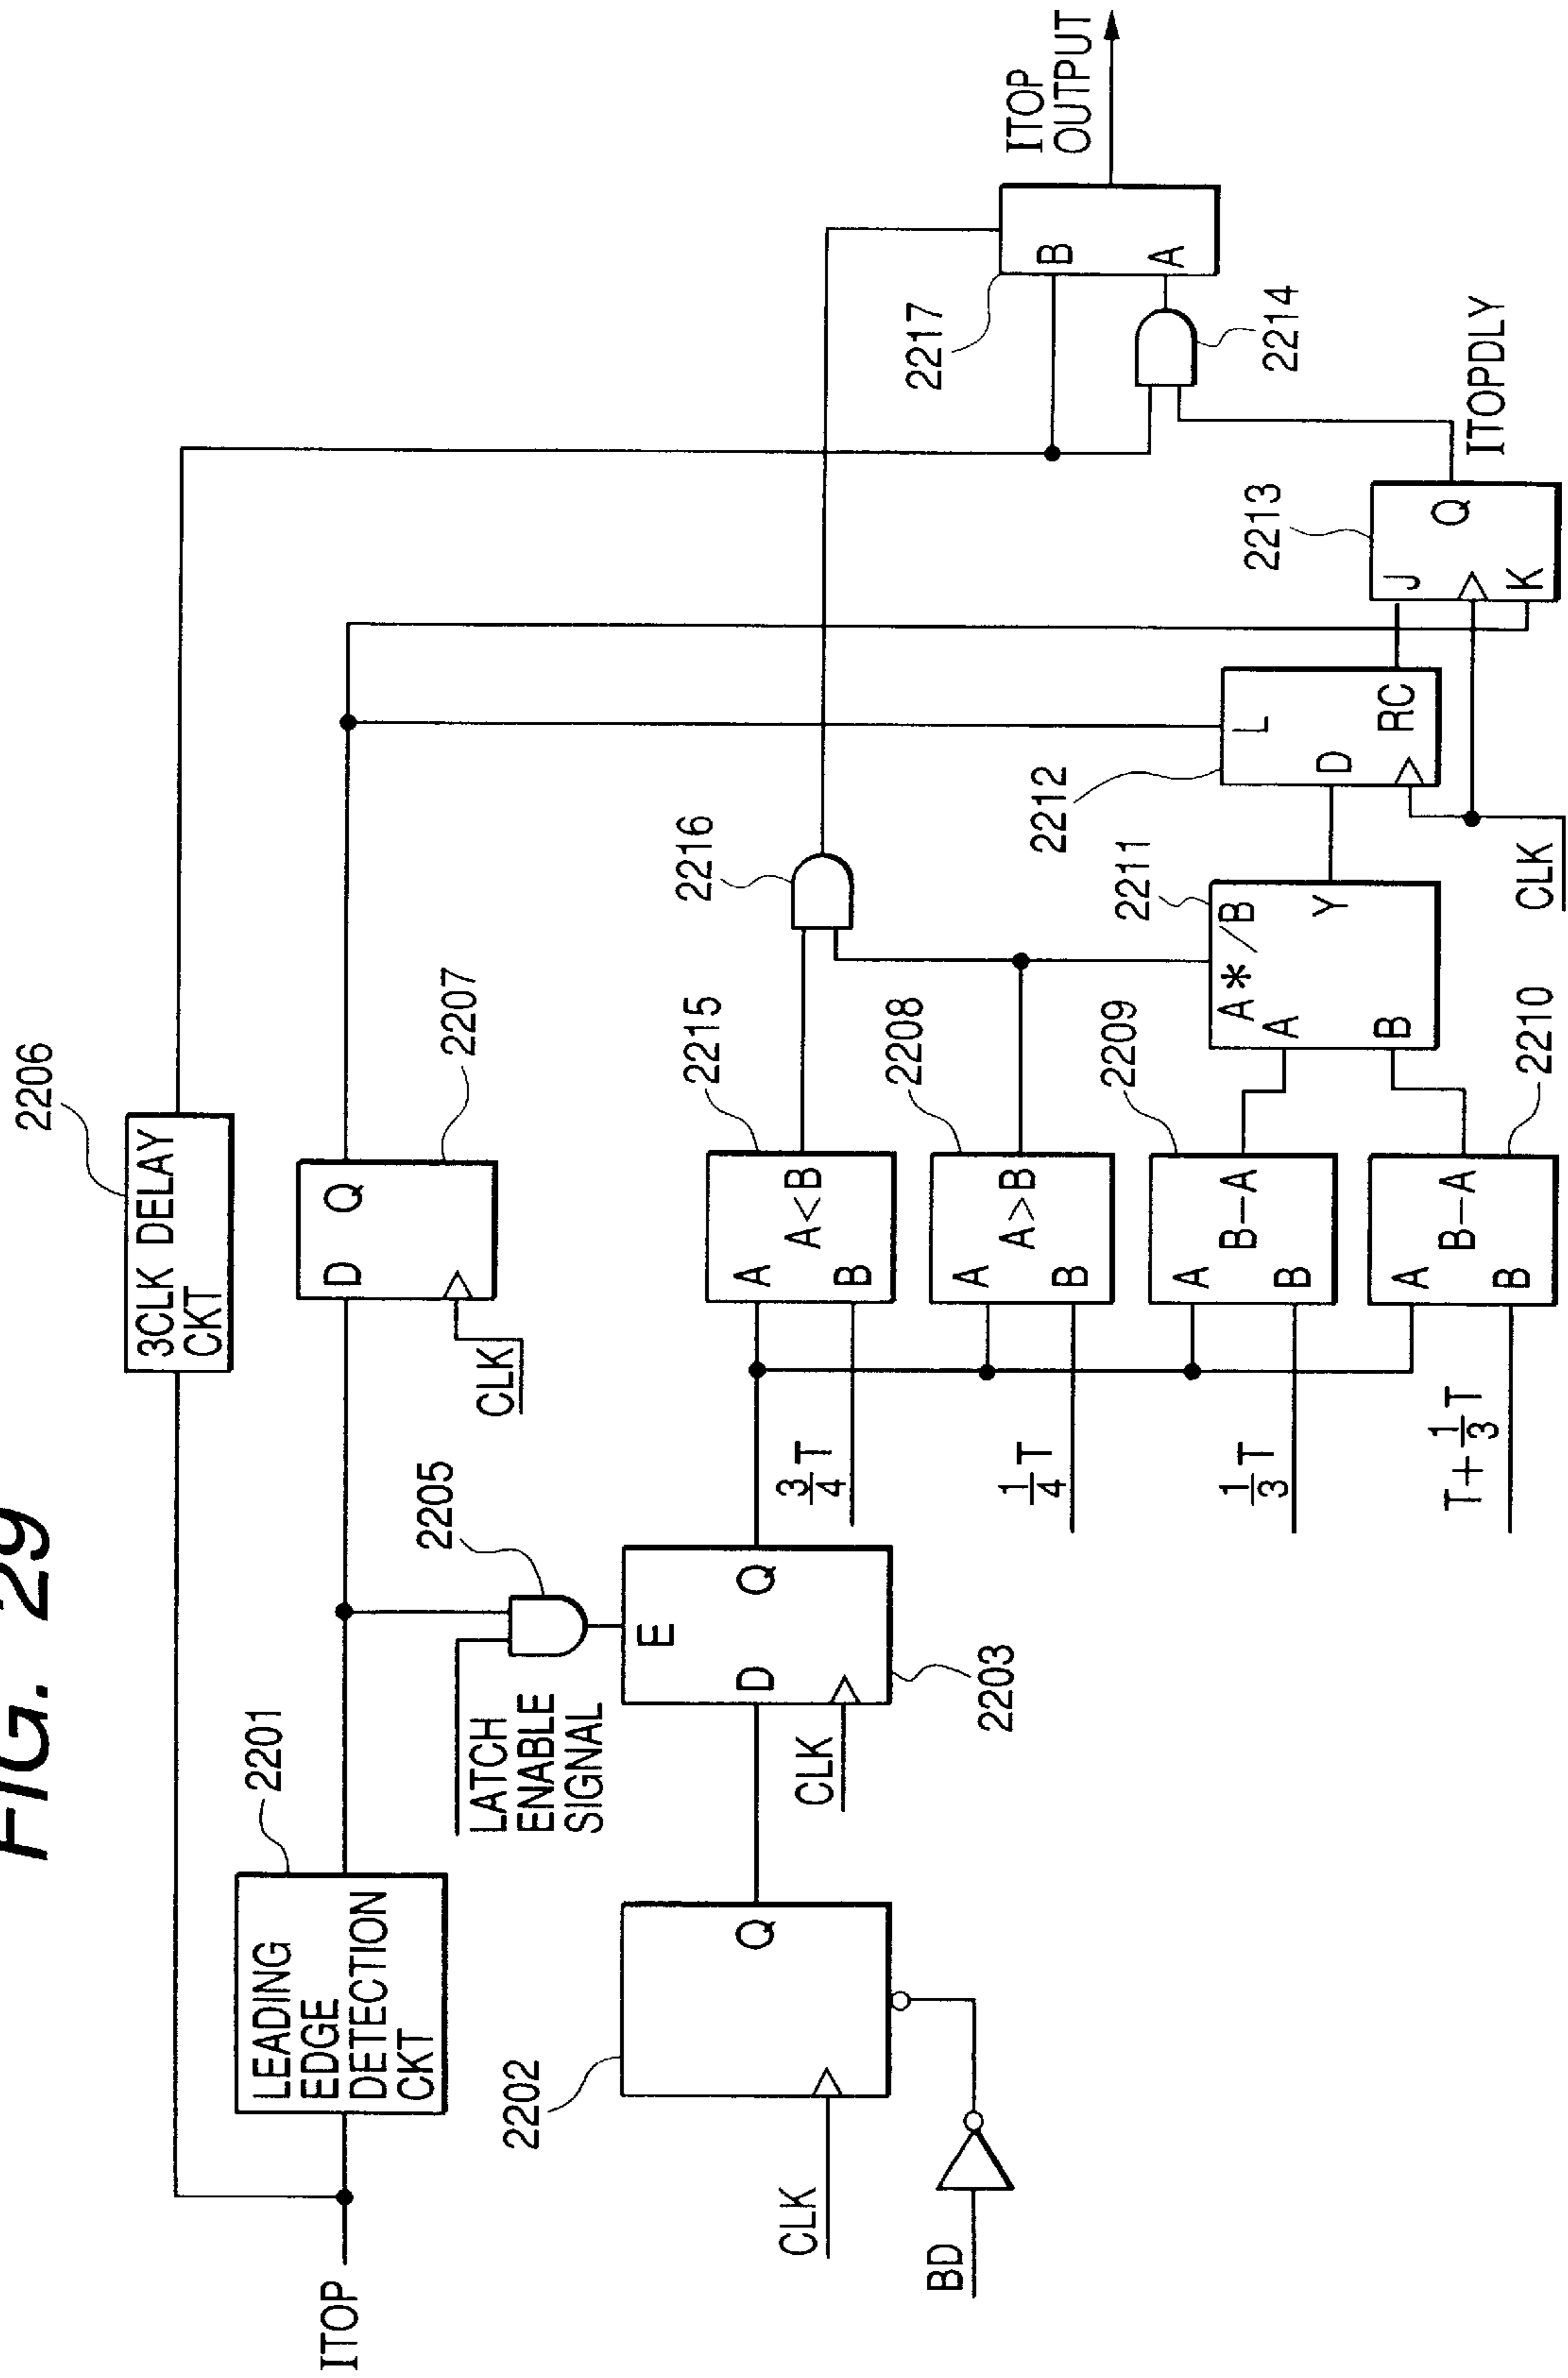 FIG. 29
2206
3CLK DELAY
CKT
2201
LEADING
EDGE
DETECTION
CKT
ITOP
2207
D Q
CLK
2205
LATCH
ENABLE
SIGNAL
E
D Q
CLK
2203
2202
Q
CLK
BD
2215
A
A<B
B
3/4 T
2208
A
A>B
B
1/4 T
2209
A
B-A
B
1/3 T
2210
A
B-A
B
T+1/3 T
2216
2211
A*/B
A
Y
B
2212
L
D
RC
CLK
2213
J
Q
K
ITOPDLY
2214
2217
B
A
ITOP
OUTPUT